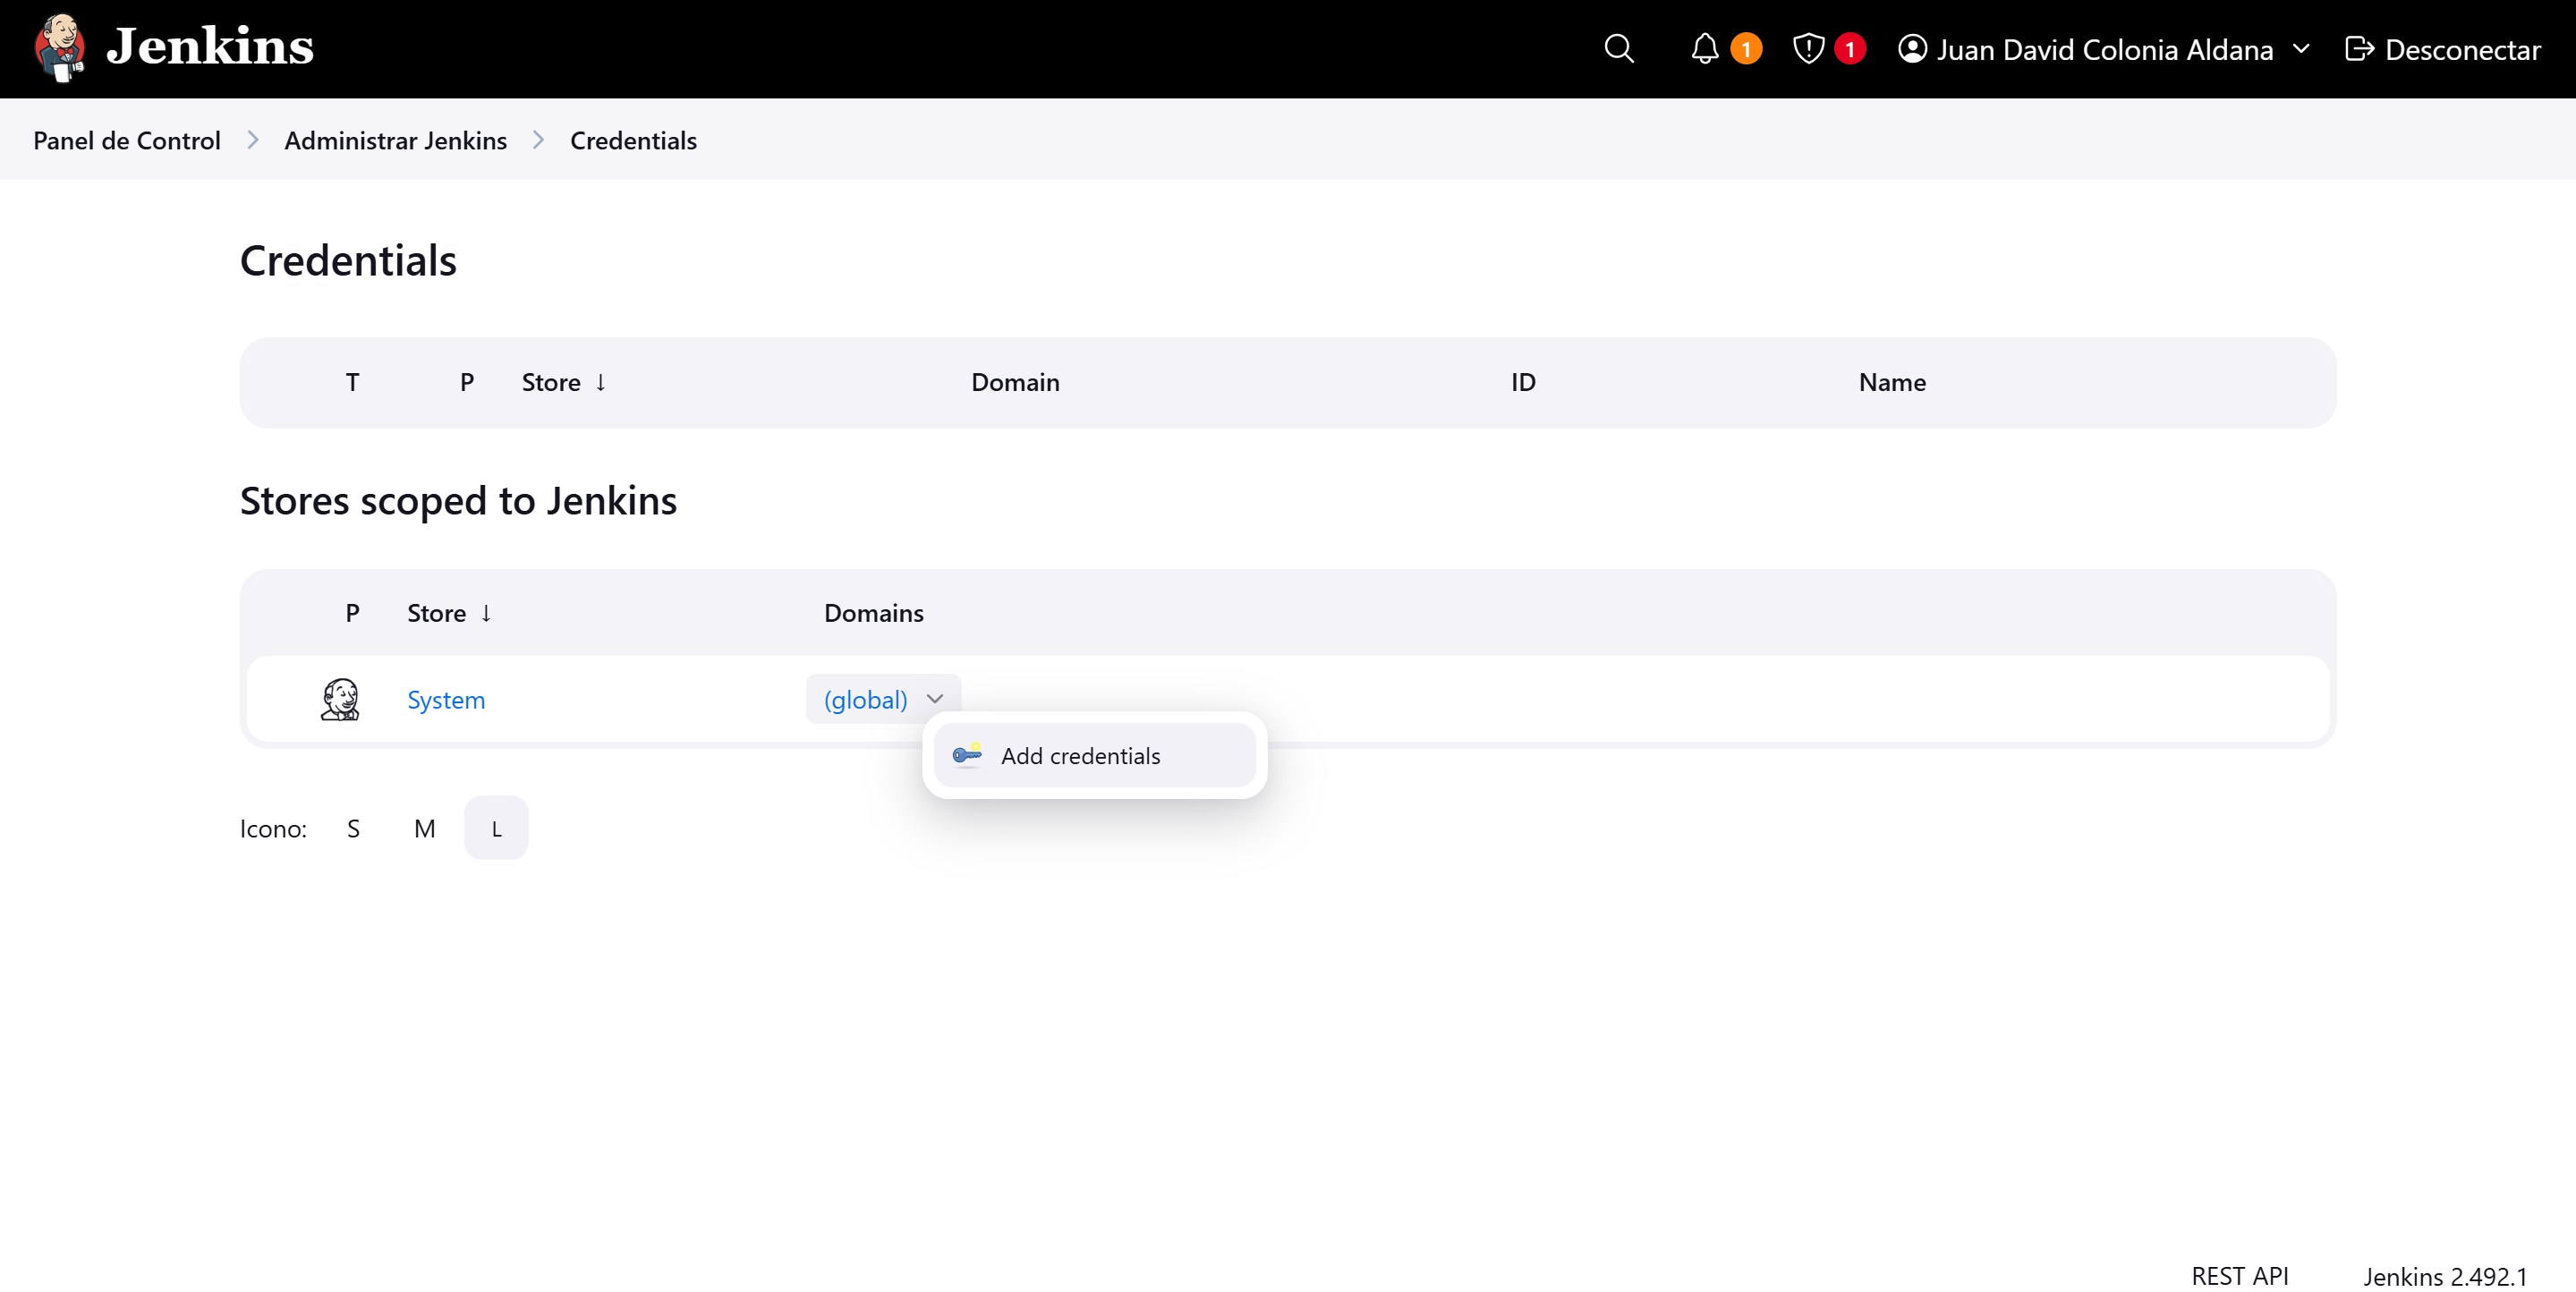 Jenkins
1
1
Juan David Colonia Aldana
Desconectar
Panel de Control
Administrar Jenkins
Credentials
Credentials
T P Store ↓ Domain ID Name
Stores scoped to Jenkins
P Store ↓ Domains
System (global)
Add credentials
Icono: S M L
REST API Jenkins 2.492.1